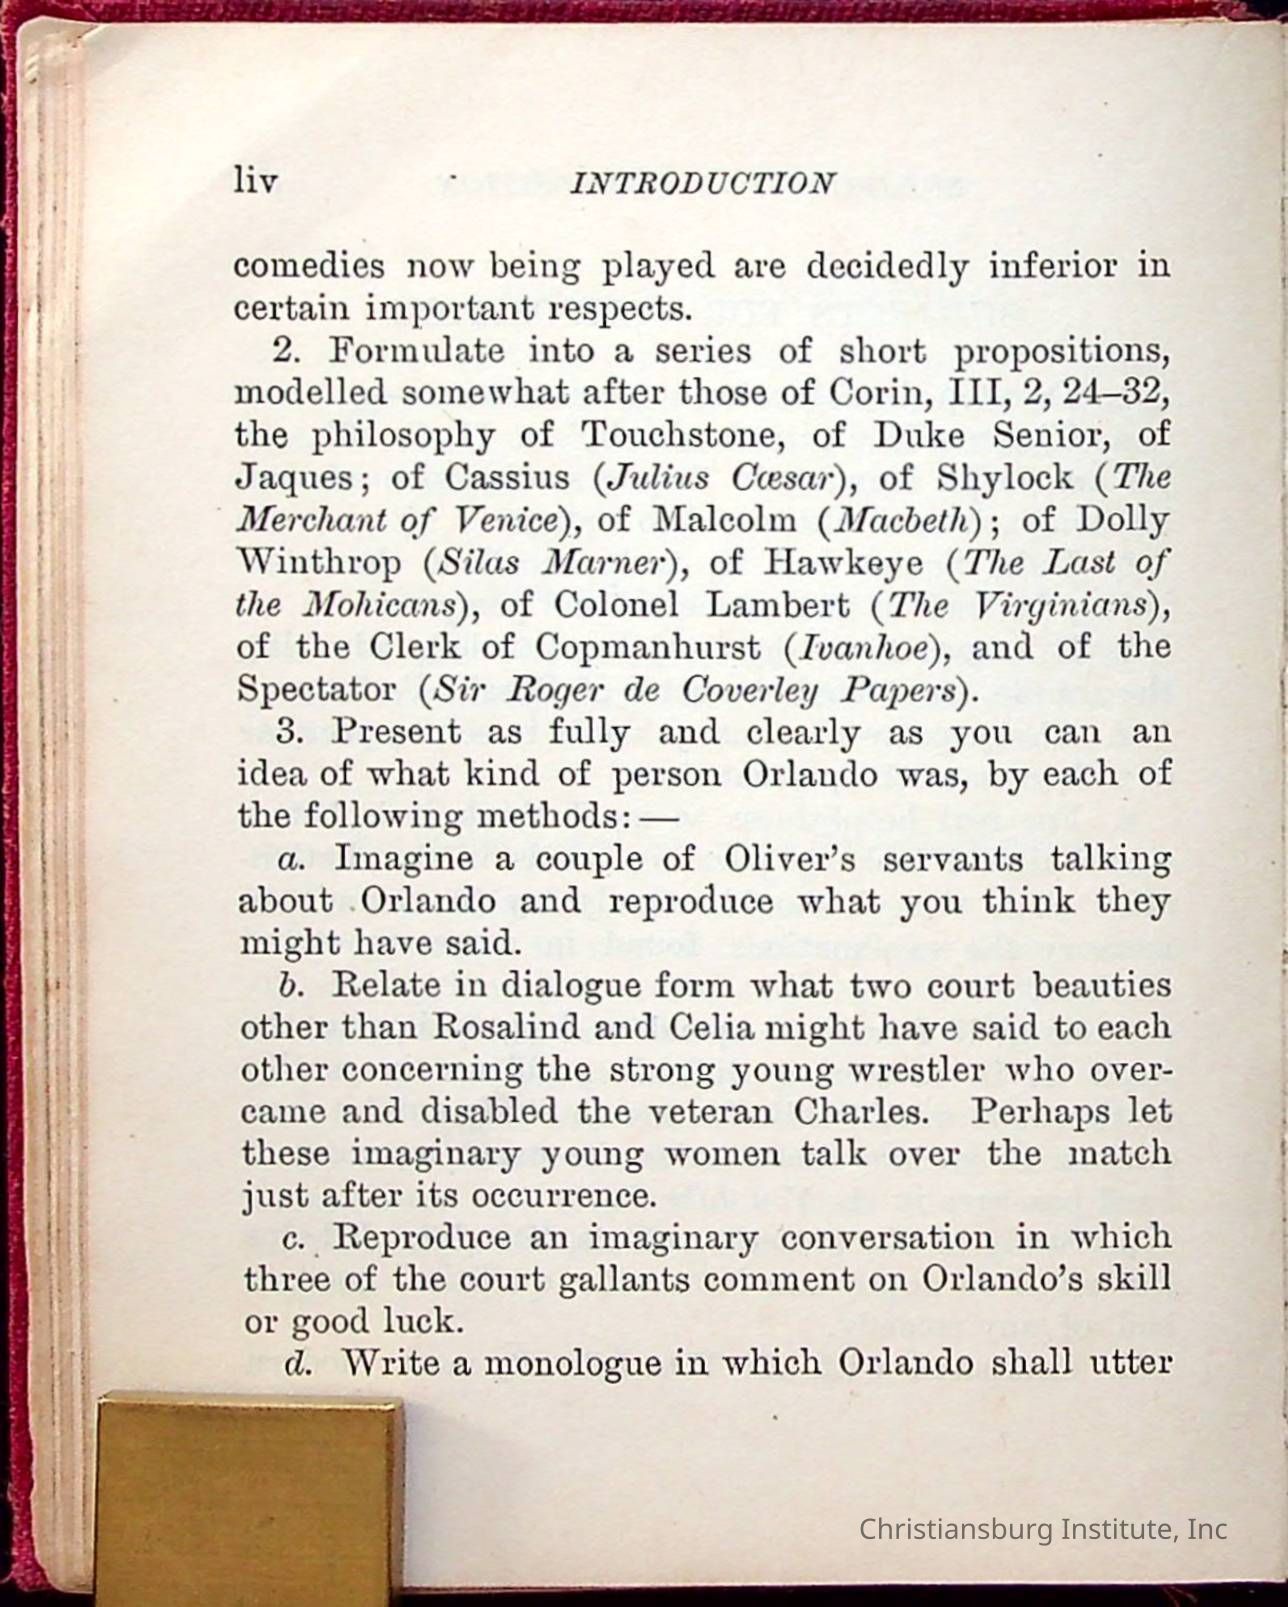 liv INTRODUCTION
comedies now being played are decidedly inferior in
certain important respects.
2. Formulate into a series of short propositions,
modelled somewhat after those of Corin, III, 2, 24–32,
the philosophy of Touchstone, of Duke Senior, of
Jaques; of Cassius (Julius Cæsar), of Shylock (The
Merchant of Venice), of Malcolm (Macbeth); of Dolly
Winthrop (Silas Marner), of Hawkeye (The Last of
the Mohicans), of Colonel Lambert (The Virginians),
of the Clerk of Copmanhurst (Ivanhoe), and of the
Spectator (Sir Roger de Coverley Papers).
3. Present as fully and clearly as you can an
idea of what kind of person Orlando was, by each of
the following methods: —
a. Imagine a couple of Oliver's servants talking
about Orlando and reproduce what you think they
might have said.
b. Relate in dialogue form what two court beauties
other than Rosalind and Celia might have said to each
other concerning the strong young wrestler who over-
came and disabled the veteran Charles. Perhaps let
these imaginary young women talk over the match
just after its occurrence.
c. Reproduce an imaginary conversation in which
three of the court gallants comment on Orlando's skill
or good luck.
d. Write a monologue in which Orlando shall utter
Christiansburg Institute, Inc